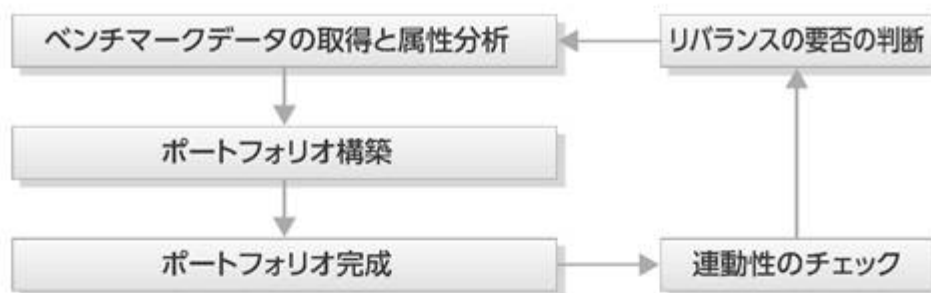 ベンチマークデータの取得と属性分析
リバランスの要否の判断
ポートフォリオ構築
ポートフォリオ完成
連動性のチェック